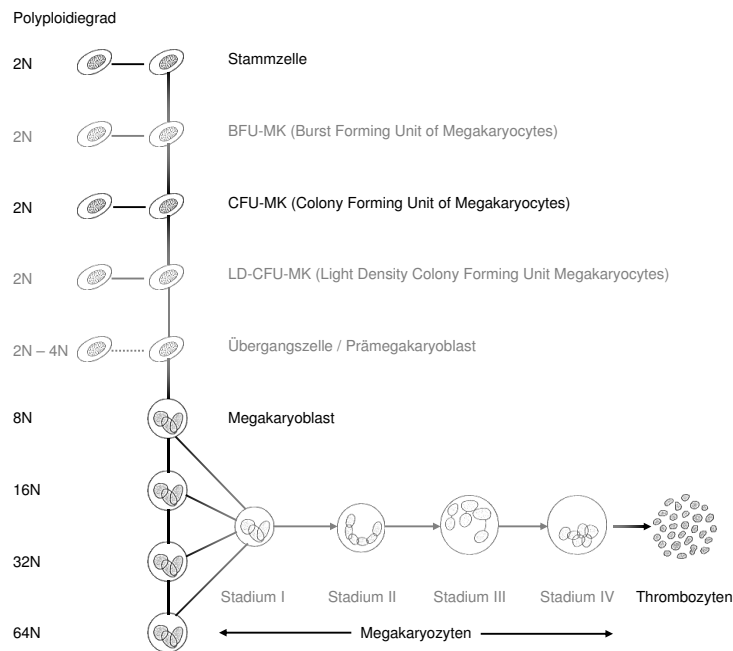 Polyploidiegrad
2N Stammzelle
2N BFU-MK (Burst Forming Unit of Megakaryocytes)
2N CFU-MK (Colony Forming Unit of Megakaryocytes)
2N LD-CFU-MK (Light Density Colony Forming Unit Megakaryocytes)
2N – 4N Übergangszelle / Prämegakaryoblast
8N Megakaryoblast
16N
32N
Stadium I Stadium II Stadium III Stadium IV Thrombozyten
64N Megakaryozyten